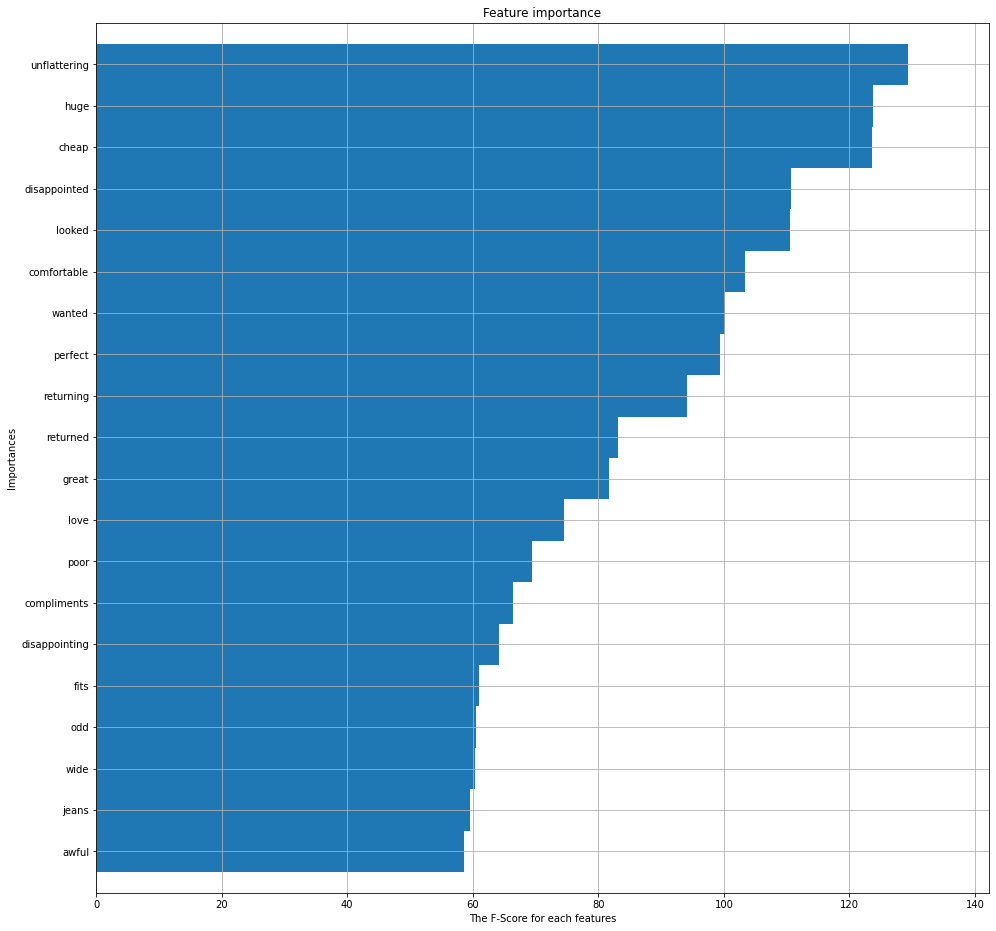 Feature importance
unflattering
huge
cheap
disappointed
looked
comfortable
wanted
perfect
returning
returned
great
love
poor
compliments
disappointing
fits
odd
wide
jeans
awful
Importances
0 20 40 60 80 100 120 140
The F-Score for each features